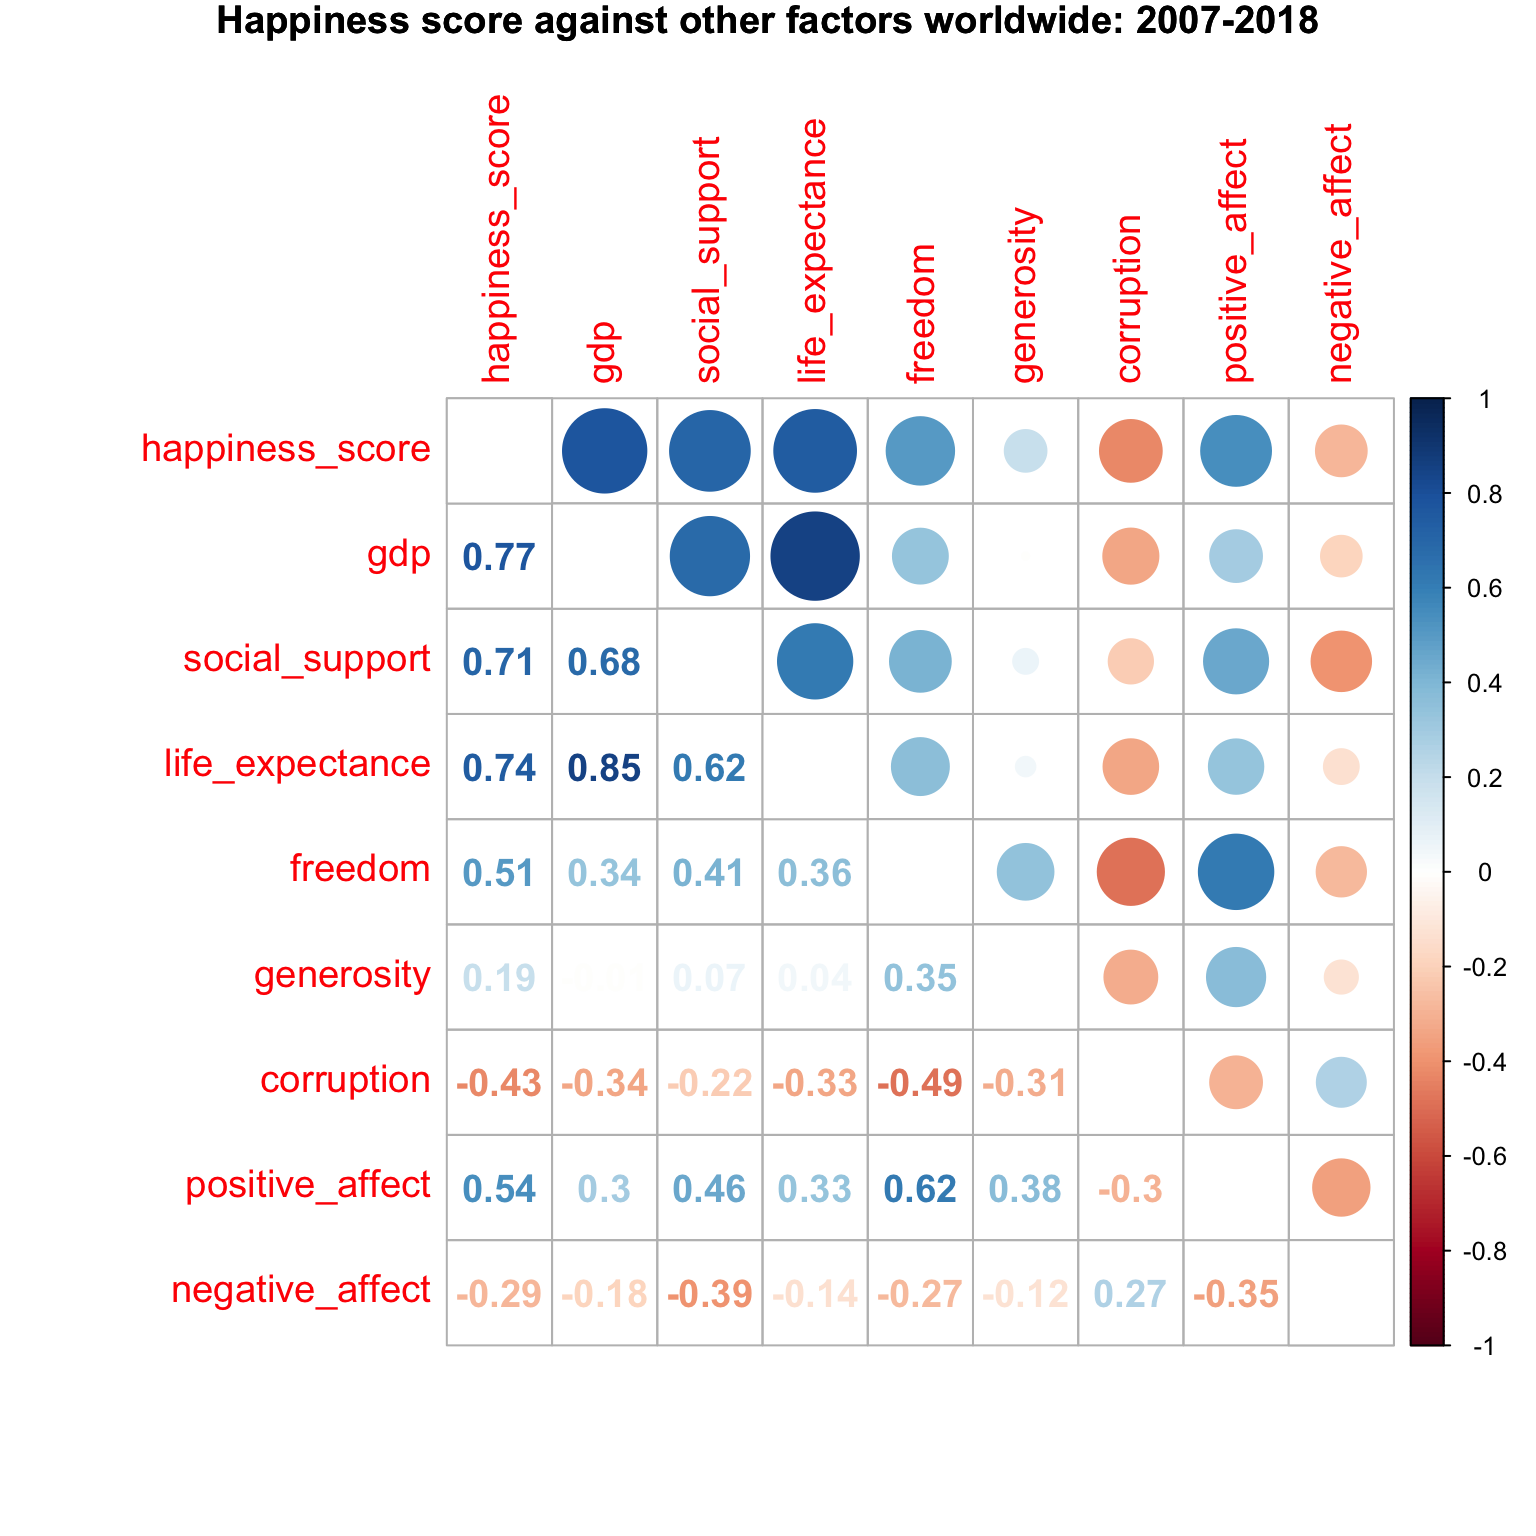 Happiness score against other factors worldwide: 2007-2018
happiness_score
gdp
social_support
life_expectance
freedom
generosity
corruption
positive_affect
negative_affect
happiness_score
gdp 0.77
social_support 0.71 0.68
life_expectance 0.74 0.85 0.62
freedom 0.51 0.34 0.41 0.36
generosity 0.19 0.07 0.04 0.35
corruption -0.43 -0.34 -0.22 -0.33 -0.49 -0.31
positive_affect 0.54 0.3 0.46 0.33 0.62 0.38 -0.3
negative_affect -0.29 -0.18 -0.39 -0.14 -0.27 -0.12 0.27 -0.35
1
0.8
0.6
0.4
0.2
0
-0.2
-0.4
-0.6
-0.8
-1